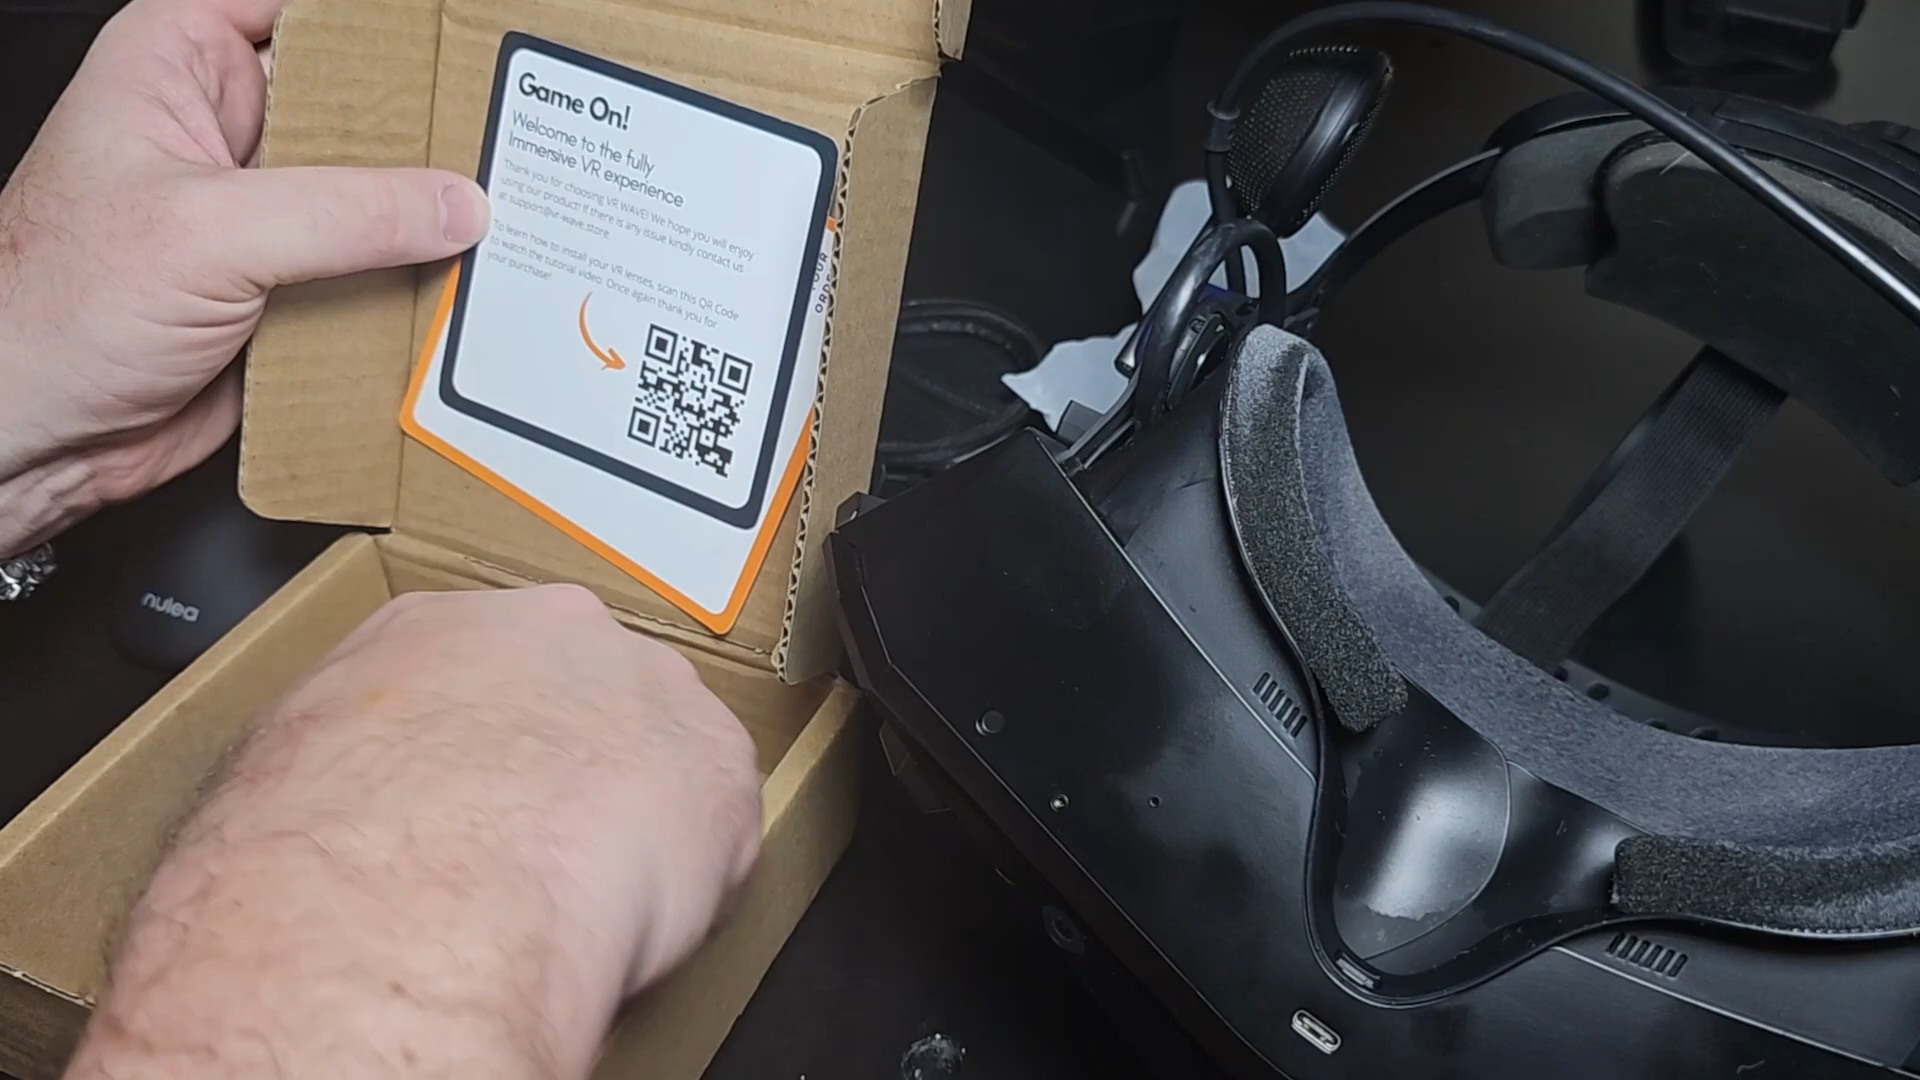 Game On!
Welcome to the fully
Immersive VR experience
Thank you for choosing VR WAVE! We hope you will enjoy
using our product! If there is any issue kindly contact us
at support@vr-wave.store.
To learn how to install your VR lenses, scan this QR Code
to watch the tutorial video. Once again thank you for
your purchase!
YOUR
ORDE
nulea